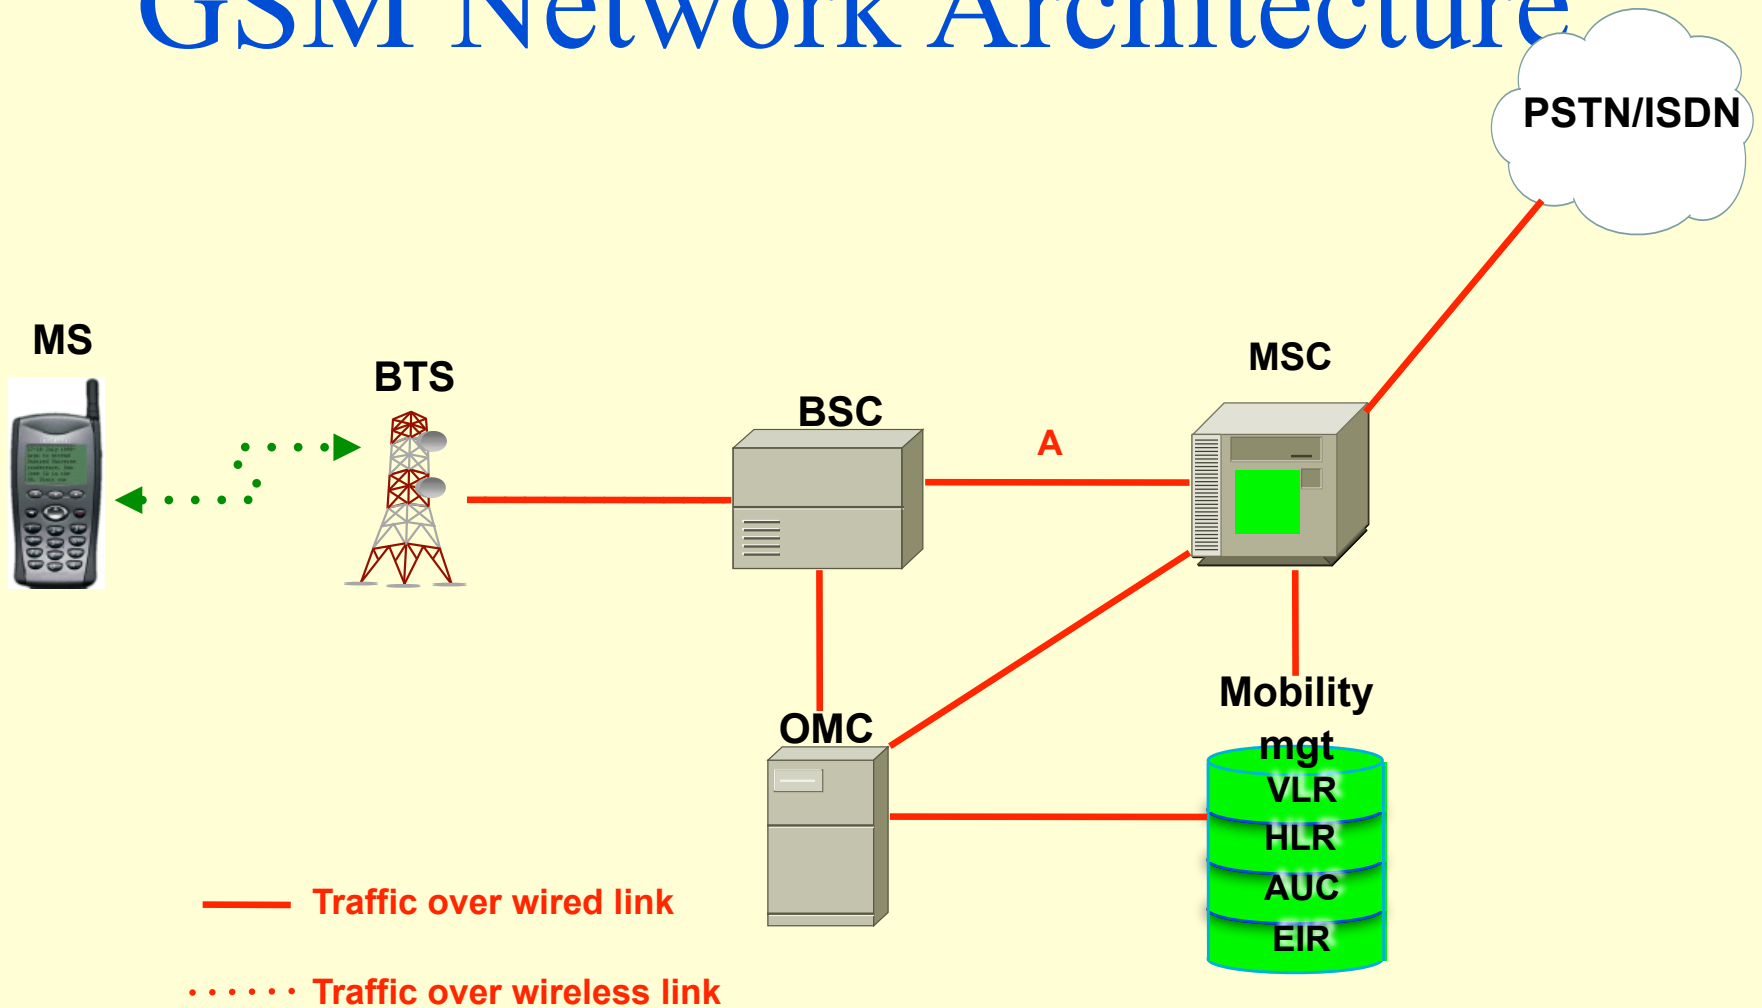 GSM Network Architecture
PSTN/ISDN
MS
BTS
BSC
A
MSC
OMC
Mobility
mgt
VLR
HLR
AUC
EIR
Traffic over wired link
Traffic over wireless link